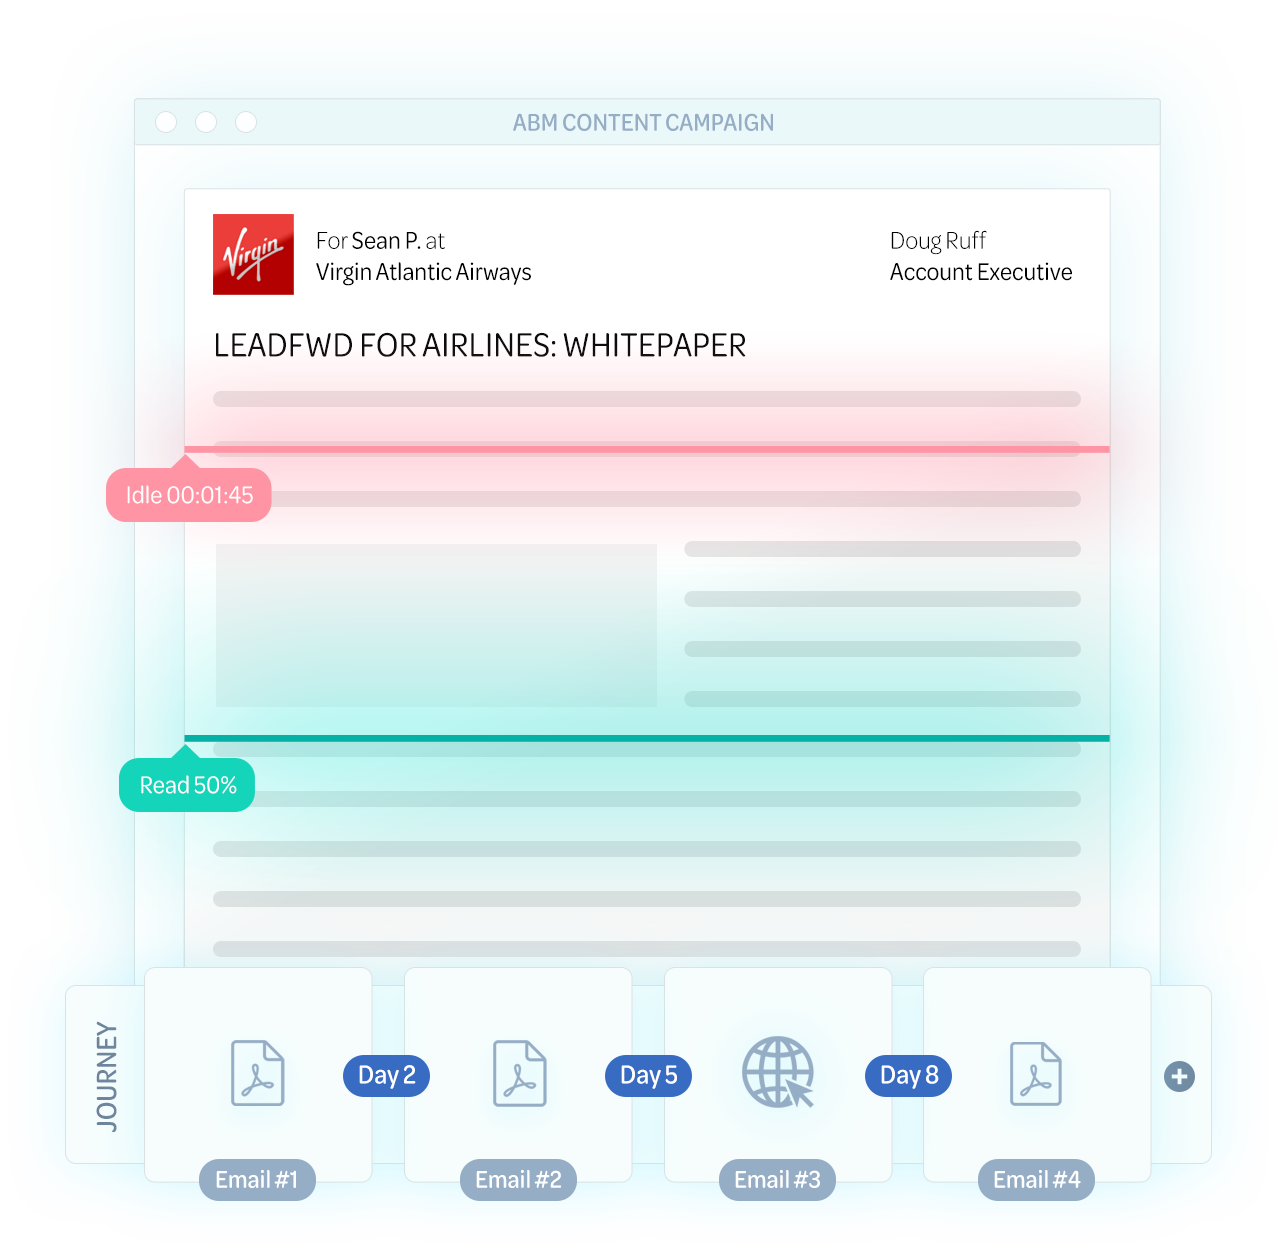 ABM CONTENT CAMPAIGN
Virgin
For Sean P. at
Virgin Atlantic Airways
Doug Ruff
Account Executive
LEADFWD FOR AIRLINES: WHITEPAPER
Idle 00:01:45
Read 50%
JOURNEY
Day 2
Day 5
Day 8
Email #1
Email #2
Email #3
Email #4